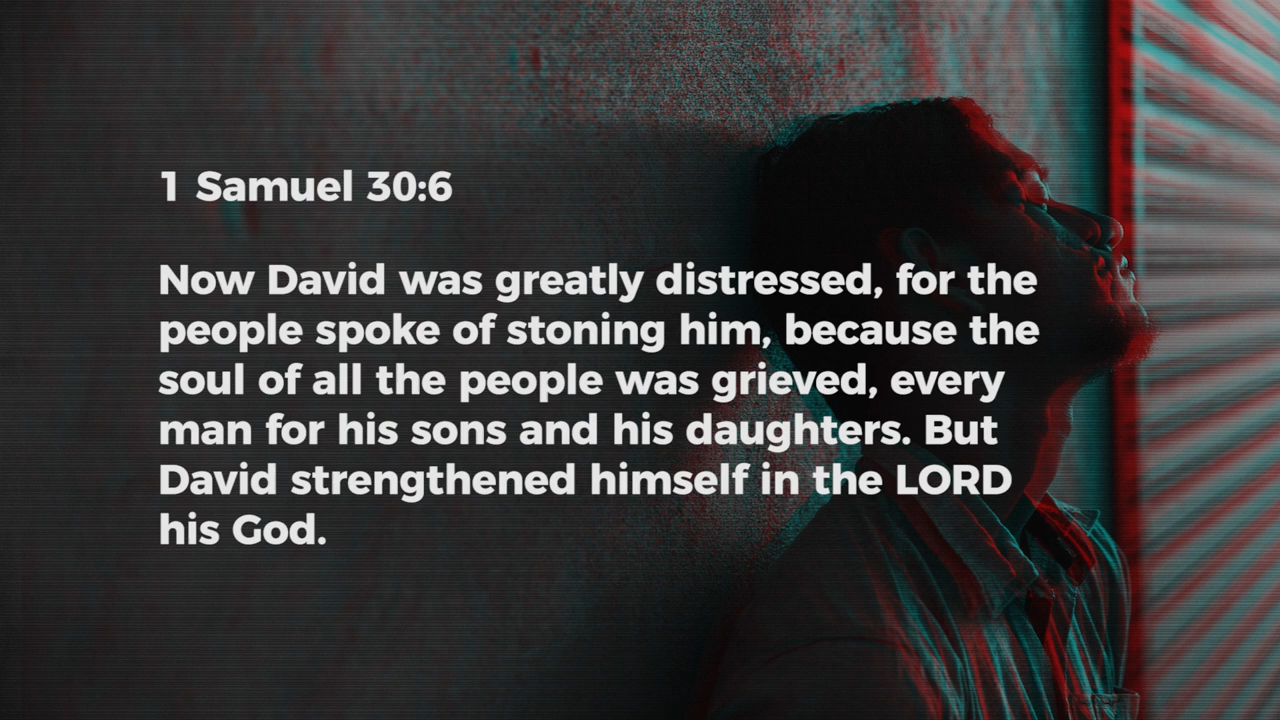 1 Samuel 30:6
Now David was greatly distressed, for the
people spoke of stoning him, because the
soul of all the people was grieved, every
man for his sons and his daughters. But
David strengthened himself in the LORD
his God.